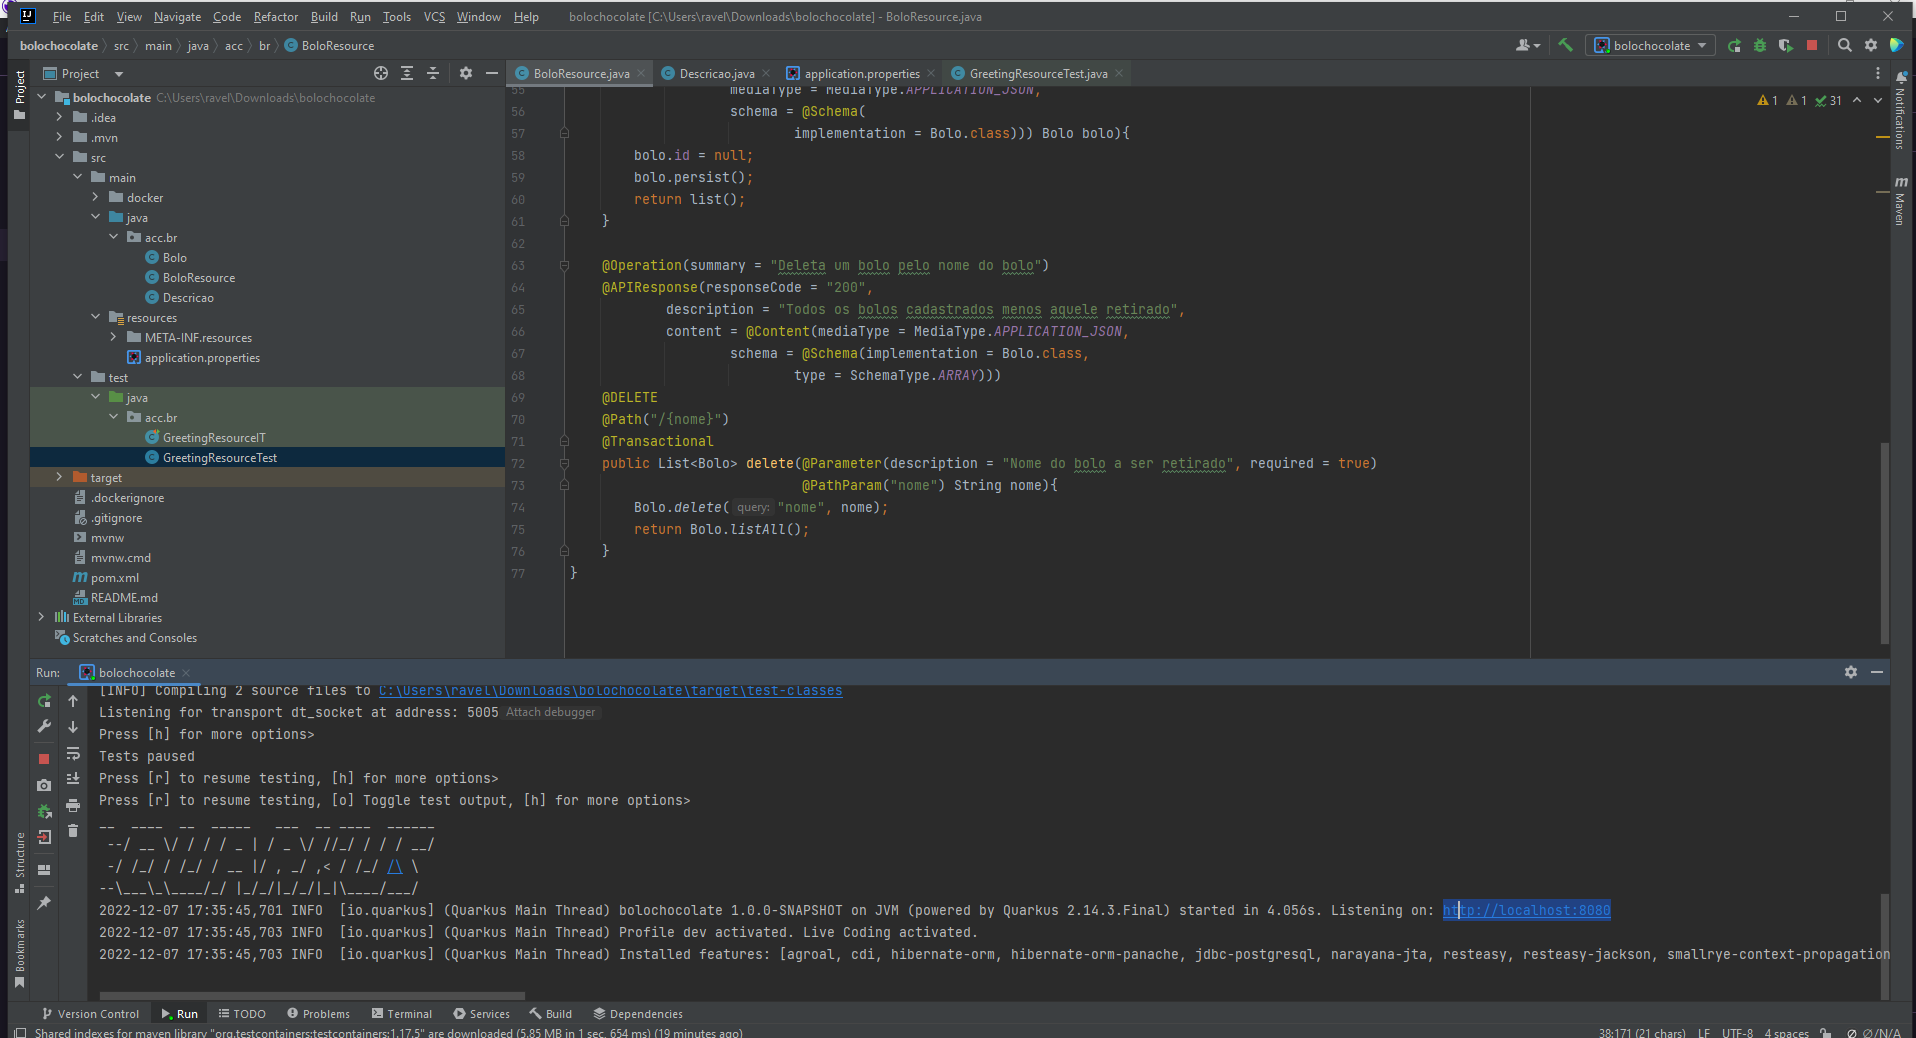 File Edit View Navigate Code Refactor Build Run Tools VCS Window Help bolochocolate [C:\Users\ravel\Downloads\bolochocolate] - BoloResource.java
bolochocolate src main java acc br BoloResource
bolochocolate
Project
BoloResource.java Descricao.java application.properties GreetingResourceTest.java
Project
Notifications
Maven
bolochocolate C:\Users\ravel\Downloads\bolochocolate
.idea
.mvn
src
main
docker
java
acc.br
Bolo
BoloResource
Descricao
resources
META-INF.resources
application.properties
test
java
acc.br
GreetingResourceIT
GreetingResourceTest
target
.dockerignore
.gitignore
mvnw
mvnw.cmd
pom.xml
README.md
External Libraries
Scratches and Consoles
1 1 31
55 mediaType = MediaType.APPLICATION_JSON,
56 schema = @Schema(
57 implementation = Bolo.class))) Bolo bolo){
58 bolo.id = null;
59 bolo.persist();
60 return list();
61 }
62
63 @Operation(summary = "Deleta um bolo pelo nome do bolo")
64 @APIResponse(responseCode = "200",
65 description = "Todos os bolos cadastrados menos aquele retirado",
66 content = @Content(mediaType = MediaType.APPLICATION_JSON,
67 schema = @Schema(implementation = Bolo.class,
68 type = SchemaType.ARRAY)))
69 @DELETE
70 @Path("/{nome}")
71 @Transactional
72 public List<Bolo> delete(@Parameter(description = "Nome do bolo a ser retirado", required = true)
73 @PathParam("nome") String nome){
74 Bolo.delete( query: "nome", nome);
75 return Bolo.listAll();
76 }
77 }
Run: bolochocolate
[INFO] Compiling 2 source files to C:\Users\ravel\Downloads\bolochocolate\target\test-classes
Listening for transport dt_socket at address: 5005 Attach debugger
Press [h] for more options>
Tests paused
Press [r] to resume testing, [h] for more options>
Press [r] to resume testing, [o] Toggle test output, [h] for more options>
__  ____  __  _____   ___  __ ____  ______
 --/ __ \/ / / / _ | / _ \/ //_/ / / / __/
 -/ /_/ / /_/ / __ |/ , _/ ,< / /_/ /\ \
--\___\_\____/_/ |_/_/|_/_/|_|\____/___/
2022-12-07 17:35:45,701 INFO  [io.quarkus] (Quarkus Main Thread) bolochocolate 1.0.0-SNAPSHOT on JVM (powered by Quarkus 2.14.3.Final) started in 4.056s. Listening on: http://localhost:8080
2022-12-07 17:35:45,703 INFO  [io.quarkus] (Quarkus Main Thread) Profile dev activated. Live Coding activated.
2022-12-07 17:35:45,703 INFO  [io.quarkus] (Quarkus Main Thread) Installed features: [agroal, cdi, hibernate-orm, hibernate-orm-panache, jdbc-postgresql, narayana-jta, resteasy, resteasy-jackson, smallrye-context-propagation
Structure
Bookmarks
Version Control Run TODO Problems Terminal Services Build Dependencies
Shared indexes for maven library "org.testcontainers:testcontainers:1.17.5" are downloaded (5.85 MB in 1 sec, 654 ms) (19 minutes ago)
38:171 (21 chars) LF UTF-8 4 spaces Ø/N/A